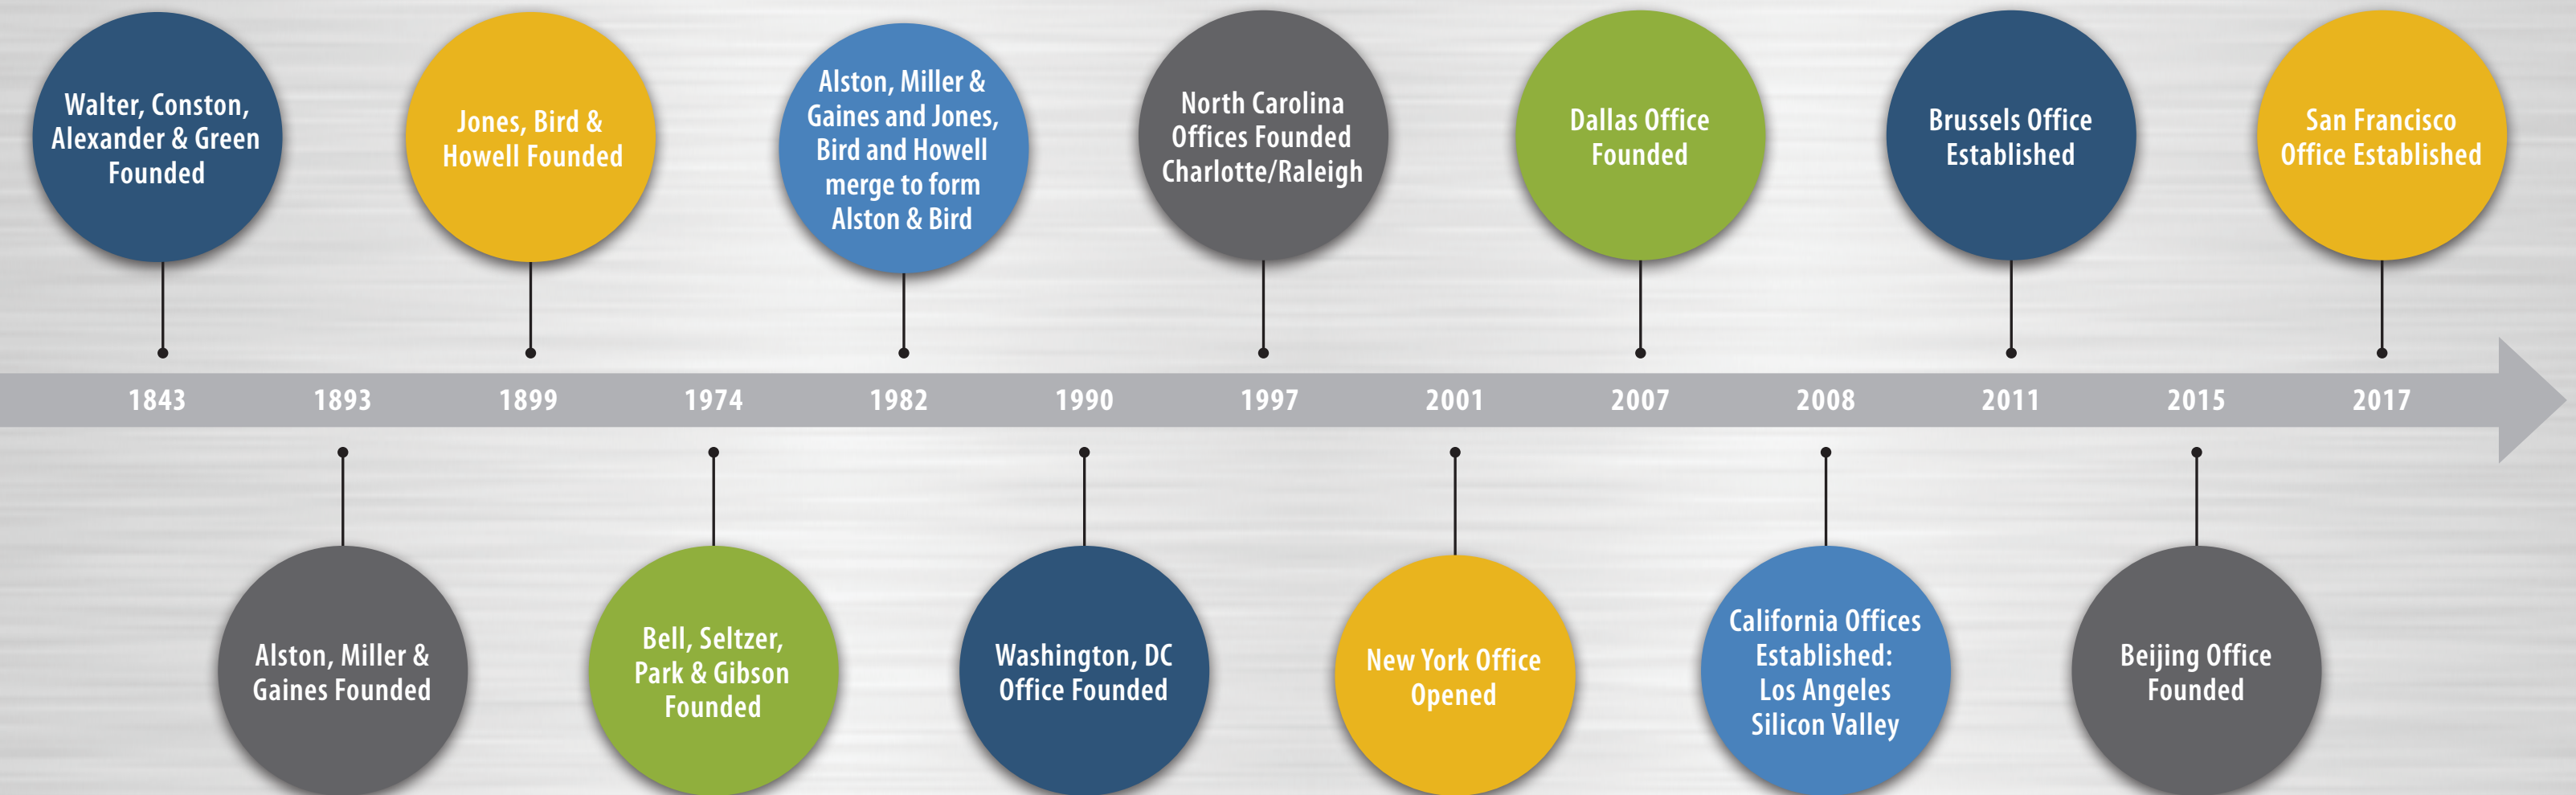 Walter, Conston,
Alexander & Green
Founded
Jones, Bird &
Howell Founded
Alston, Miller &
Gaines and Jones,
Bird and Howell
merge to form
Alston & Bird
North Carolina
Offices Founded
Charlotte/Raleigh
Dallas Office
Founded
Brussels Office
Established
San Francisco
Office Established
1843 1893 1899 1974 1982 1990 1997 2001 2007 2008 2011 2015 2017
Alston, Miller &
Gaines Founded
Bell, Seltzer,
Park & Gibson
Founded
Washington, DC
Office Founded
New York Office
Opened
California Offices
Established:
Los Angeles
Silicon Valley
Beijing Office
Founded